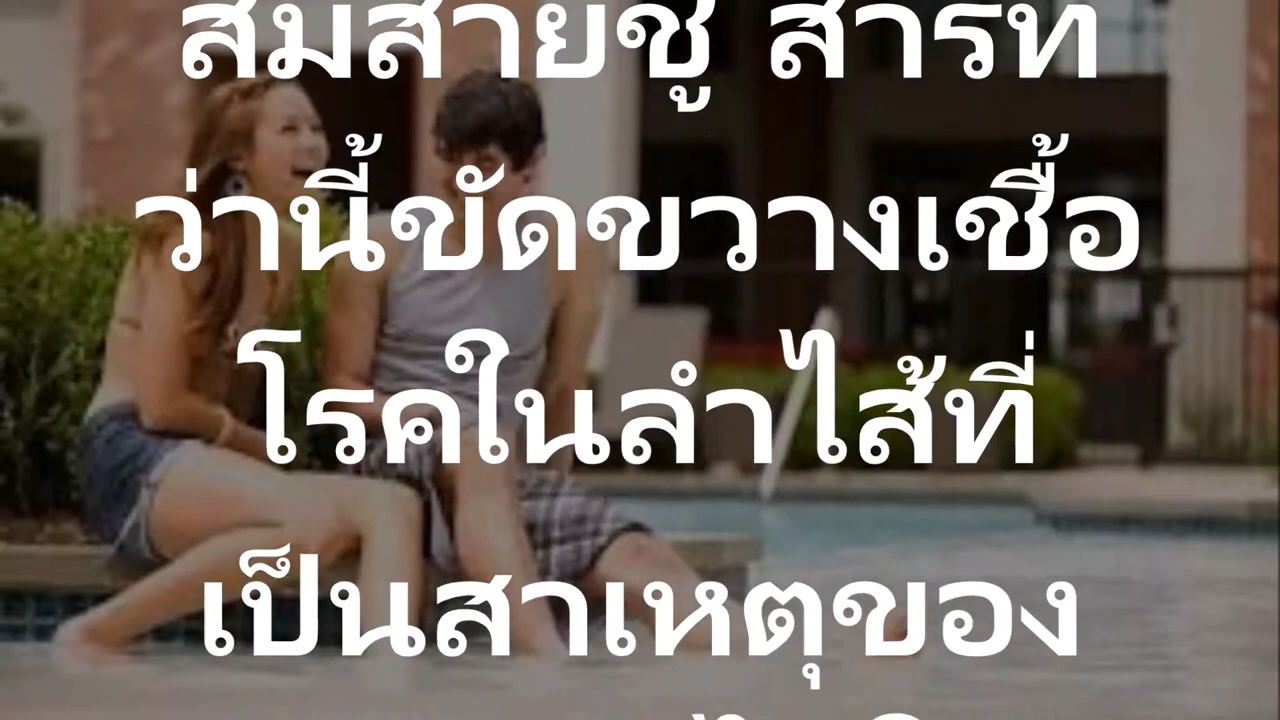 สมสายชู สารที่
ว่านี้ขัดขวางเชื้อ
โรคในลำไส้ที่
เป็นสาเหตุของ